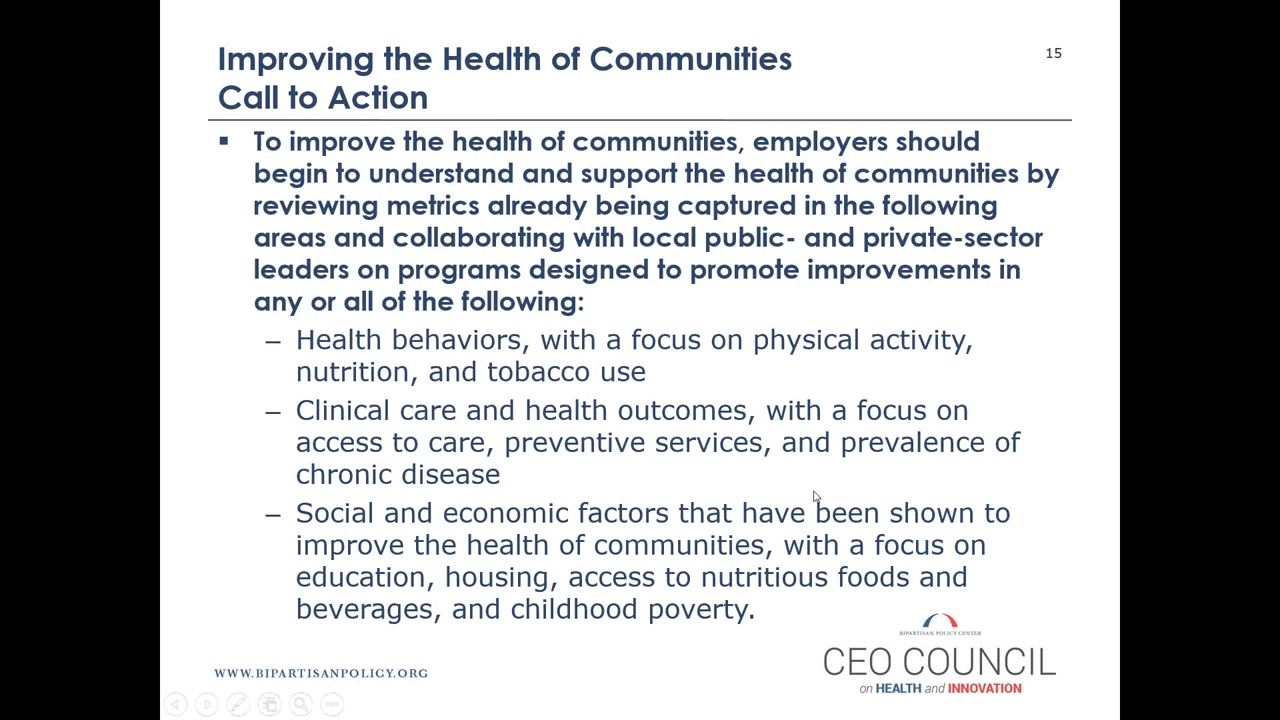 Improving the Health of Communities
15
Call to Action
▪ To improve the health of communities, employers should
begin to understand and support the health of communities by
reviewing metrics already being captured in the following
areas and collaborating with local public- and private-sector
leaders on programs designed to promote improvements in
any or all of the following:
– Health behaviors, with a focus on physical activity,
nutrition, and tobacco use
– Clinical care and health outcomes, with a focus on
access to care, preventive services, and prevalence of
chronic disease
– Social and economic factors that have been shown to
improve the health of communities, with a focus on
education, housing, access to nutritious foods and
beverages, and childhood poverty.
BIPARTISAN POLICY CENTER
CEO COUNCIL
on HEALTH and INNOVATION
WWW.BIPARTISANPOLICY.ORG